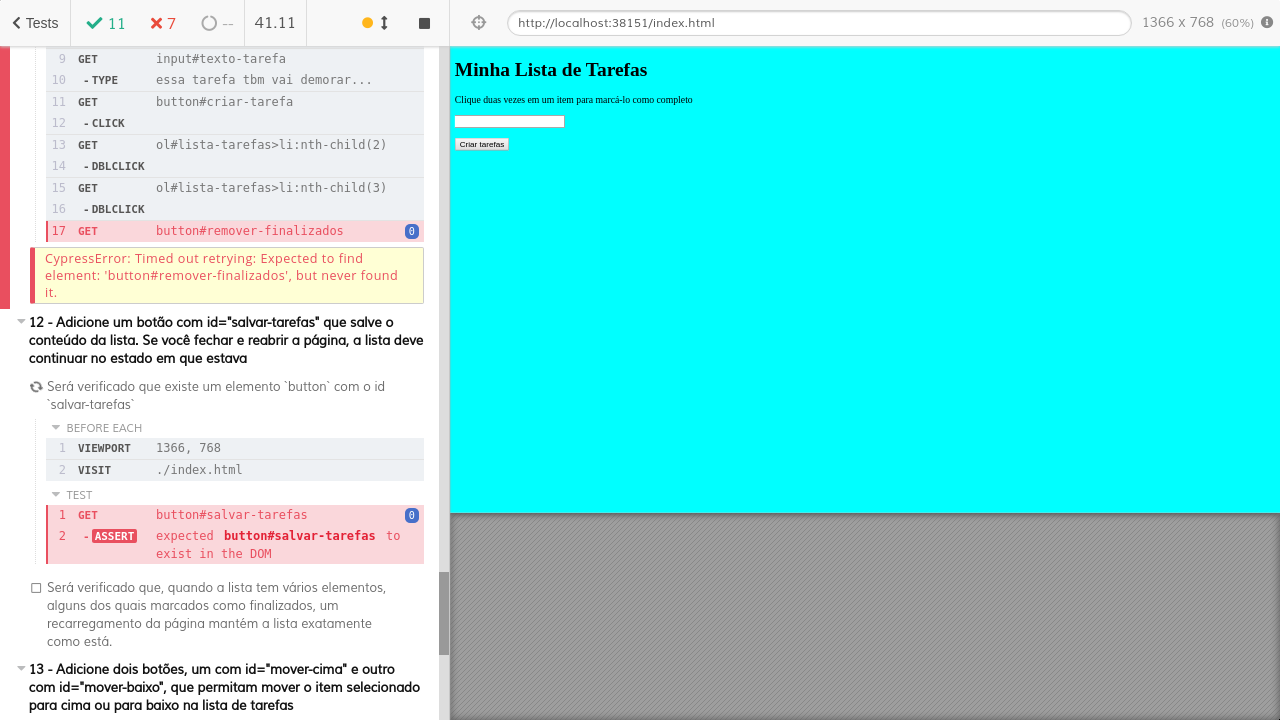 Tests 11 7 -- 41.11 http://localhost:38151/index.html 1366 x 768 (60%)
9 GET input#texto-tarefa
10 -TYPE essa tarefa tbm vai demorar...
11 GET button#criar-tarefa
12 -CLICK
13 GET ol#lista-tarefas>li:nth-child(2)
14 -DBLCLICK
15 GET ol#lista-tarefas>li:nth-child(3)
16 -DBLCLICK
17 GET button#remover-finalizados 0
CypressError: Timed out retrying: Expected to find
element: 'button#remover-finalizados', but never found
it.
12 - Adicione um botão com id="salvar-tarefas" que salve o
conteúdo da lista. Se você fechar e reabrir a página, a lista deve
continuar no estado em que estava
Será verificado que existe um elemento `button` com o id
`salvar-tarefas`
BEFORE EACH
1 VIEWPORT 1366, 768
2 VISIT ./index.html
TEST
1 GET button#salvar-tarefas 0
2 -ASSERT expected button#salvar-tarefas to
exist in the DOM
Será verificado que, quando a lista tem vários elementos,
alguns dos quais marcados como finalizados, um
recarregamento da página mantém a lista exatamente
como está.
13 - Adicione dois botões, um com id="mover-cima" e outro
com id="mover-baixo", que permitam mover o item selecionado
para cima ou para baixo na lista de tarefas
Minha Lista de Tarefas
Clique duas vezes em um item para marcá-lo como completo
Criar tarefas